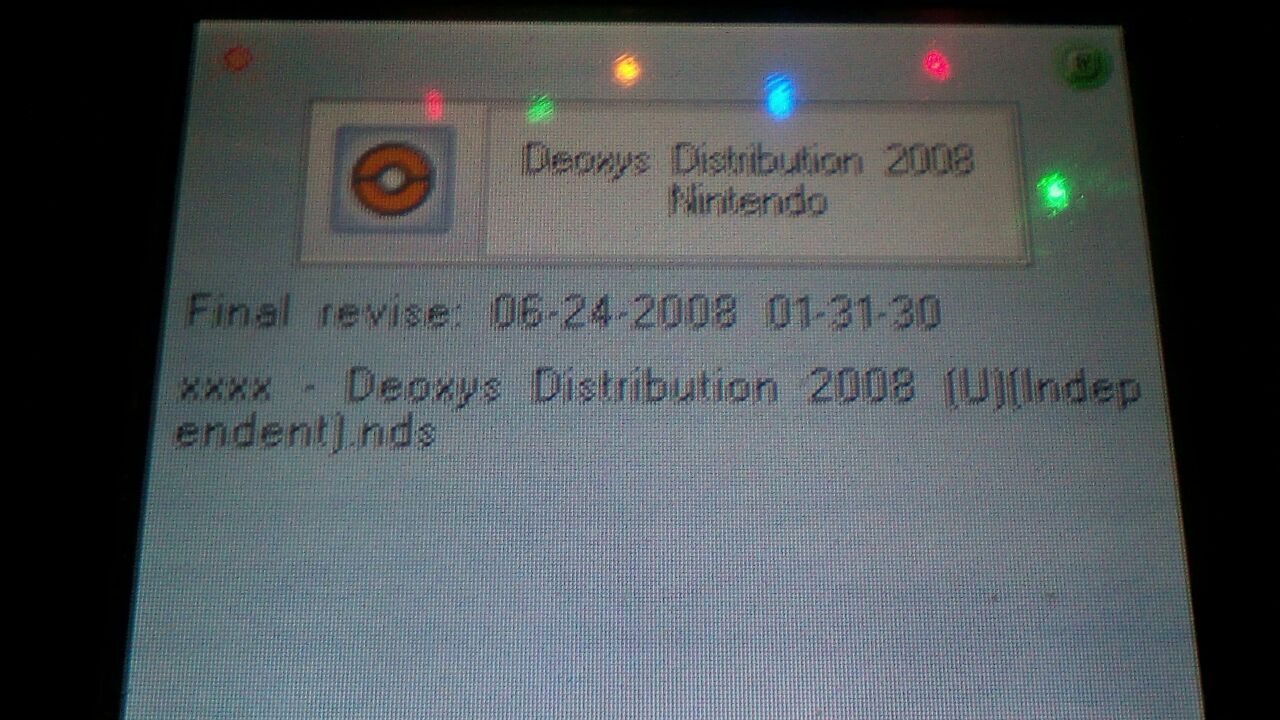 Deoxys Distribution 2008
Nintendo
Final revise: 06-24-2008 01-31-30
xxxx - Deoxys Distribution 2008 (U)(Indep
endent).nds